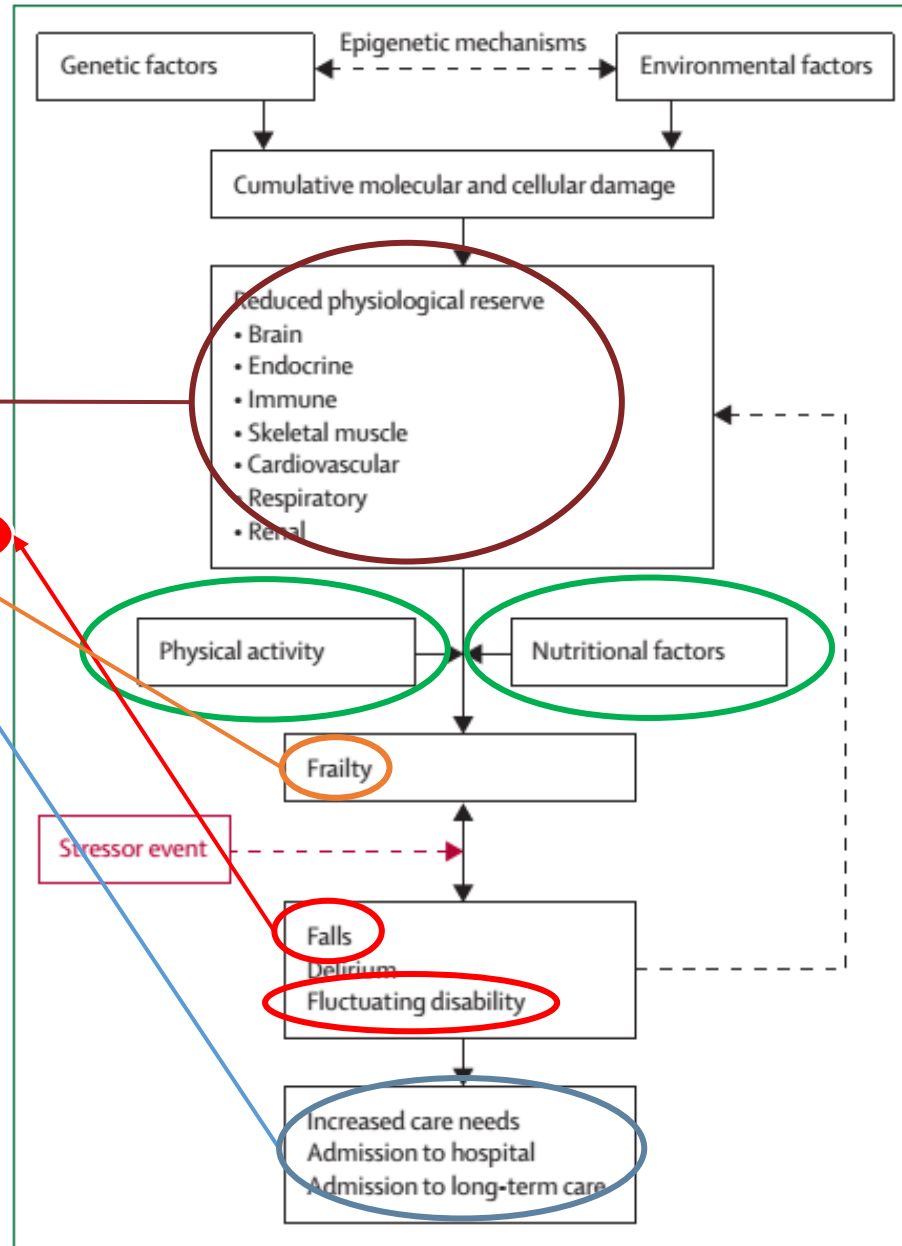 Epigenetic mechanisms
Genetic factors
Environmental factors
Cumulative molecular and cellular damage
Reduced physiological reserve
• Brain
• Endocrine
• Immune
• Skeletal muscle
• Cardiovascular
• Respiratory
• Renal
Physical activity
Nutritional factors
Frailty
Stressor event
Falls
Delirium
Fluctuating disability
Increased care needs
Admission to hospital
Admission to long-term care